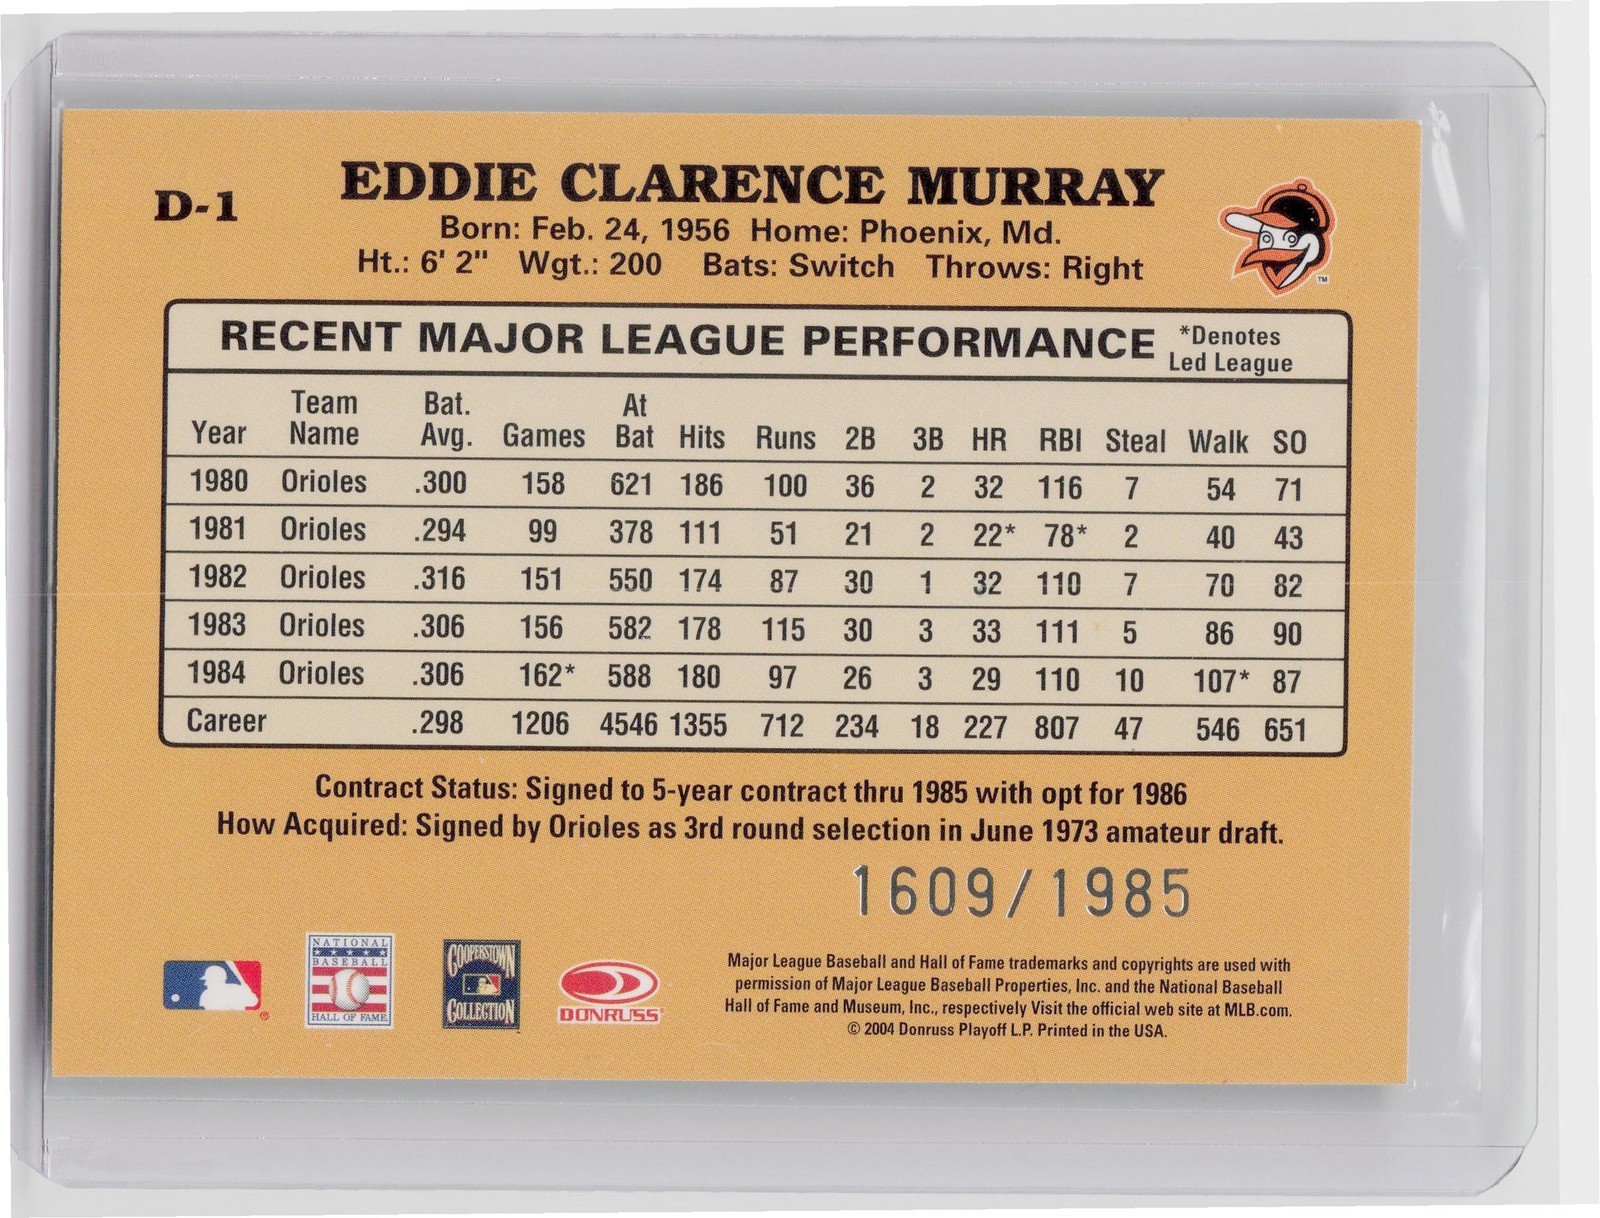 D-1
EDDIE CLARENCE MURRAY
Born: Feb. 24, 1956 Home: Phoenix, Md.
Ht.: 6' 2" Wgt.: 200 Bats: Switch Throws: Right
TM
RECENT MAJOR LEAGUE PERFORMANCE *Denotes Led League
Year Team Name Bat. Avg. Games At Bat Hits Runs 2B 3B HR RBI Steal Walk SO
1980 Orioles .300 158 621 186 100 36 2 32 116 7 54 71
1981 Orioles .294 99 378 111 51 21 2 22* 78* 2 40 43
1982 Orioles .316 151 550 174 87 30 1 32 110 7 70 82
1983 Orioles .306 156 582 178 115 30 3 33 111 5 86 90
1984 Orioles .306 162* 588 180 97 26 3 29 110 10 107* 87
Career .298 1206 4546 1355 712 234 18 227 807 47 546 651
Contract Status: Signed to 5-year contract thru 1985 with opt for 1986
How Acquired: Signed by Orioles as 3rd round selection in June 1973 amateur draft.
1609/1985
NATIONAL
BASEBALL
HALL OF FAME
COOPERSTOWN
COLLECTION
DONRUSS
Major League Baseball and Hall of Fame trademarks and copyrights are used with
permission of Major League Baseball Properties, Inc. and the National Baseball
Hall of Fame and Museum, Inc., respectively Visit the official web site at MLB.com.
© 2004 Donruss Playoff L.P. Printed in the USA.